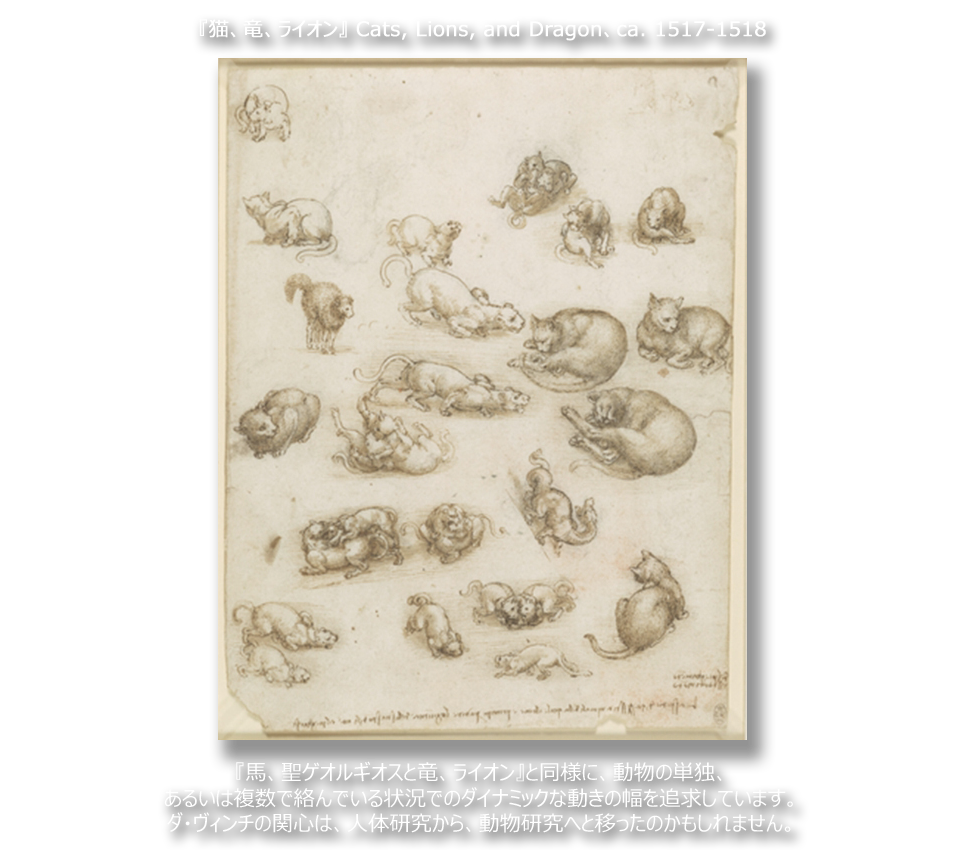 『猫、竜、ライオン』 Cats, Lions, and Dragon、ca. 1517-1518
『馬、聖ゲオルギオスと竜、ライオン』と同様に、動物の単独、
あるいは複数で絡んでいる状況でのダイナミックな動きの幅を追求しています。
ダ・ヴィンチの関心は、人体研究から、動物研究へと移ったのかもしれません。